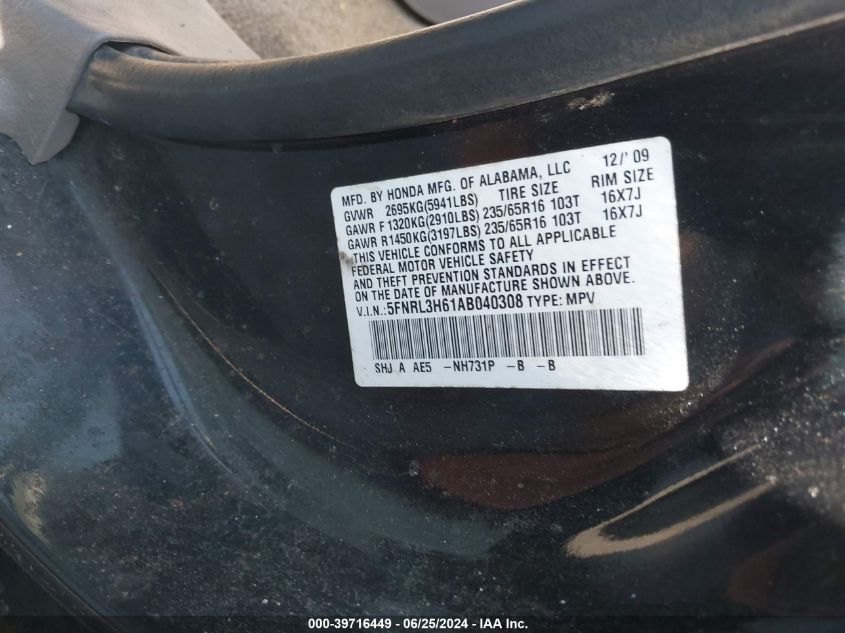 MFD. BY HONDA MFG. OF ALABAMA, LLC 12/'09
GVWR 2695KG(5941LBS) TIRE SIZE RIM SIZE
GAWR F1320KG(2910LBS) 235/65R16 103T 16X7J
GAWR R1450KG(3197LBS) 235/65R16 103T 16X7J
THIS VEHICLE CONFORMS TO ALL APPLICABLE
FEDERAL MOTOR VEHICLE SAFETY
AND THEFT PREVENTION STANDARDS IN EFFECT
ON THE DATE OF MANUFACTURE SHOWN ABOVE.
V.I.N.:5FNRL3H61AB040308 TYPE: MPV
SHJ A AE5 -NH731P -B -B
000-39716449 - 06/25/2024 - IAA Inc.